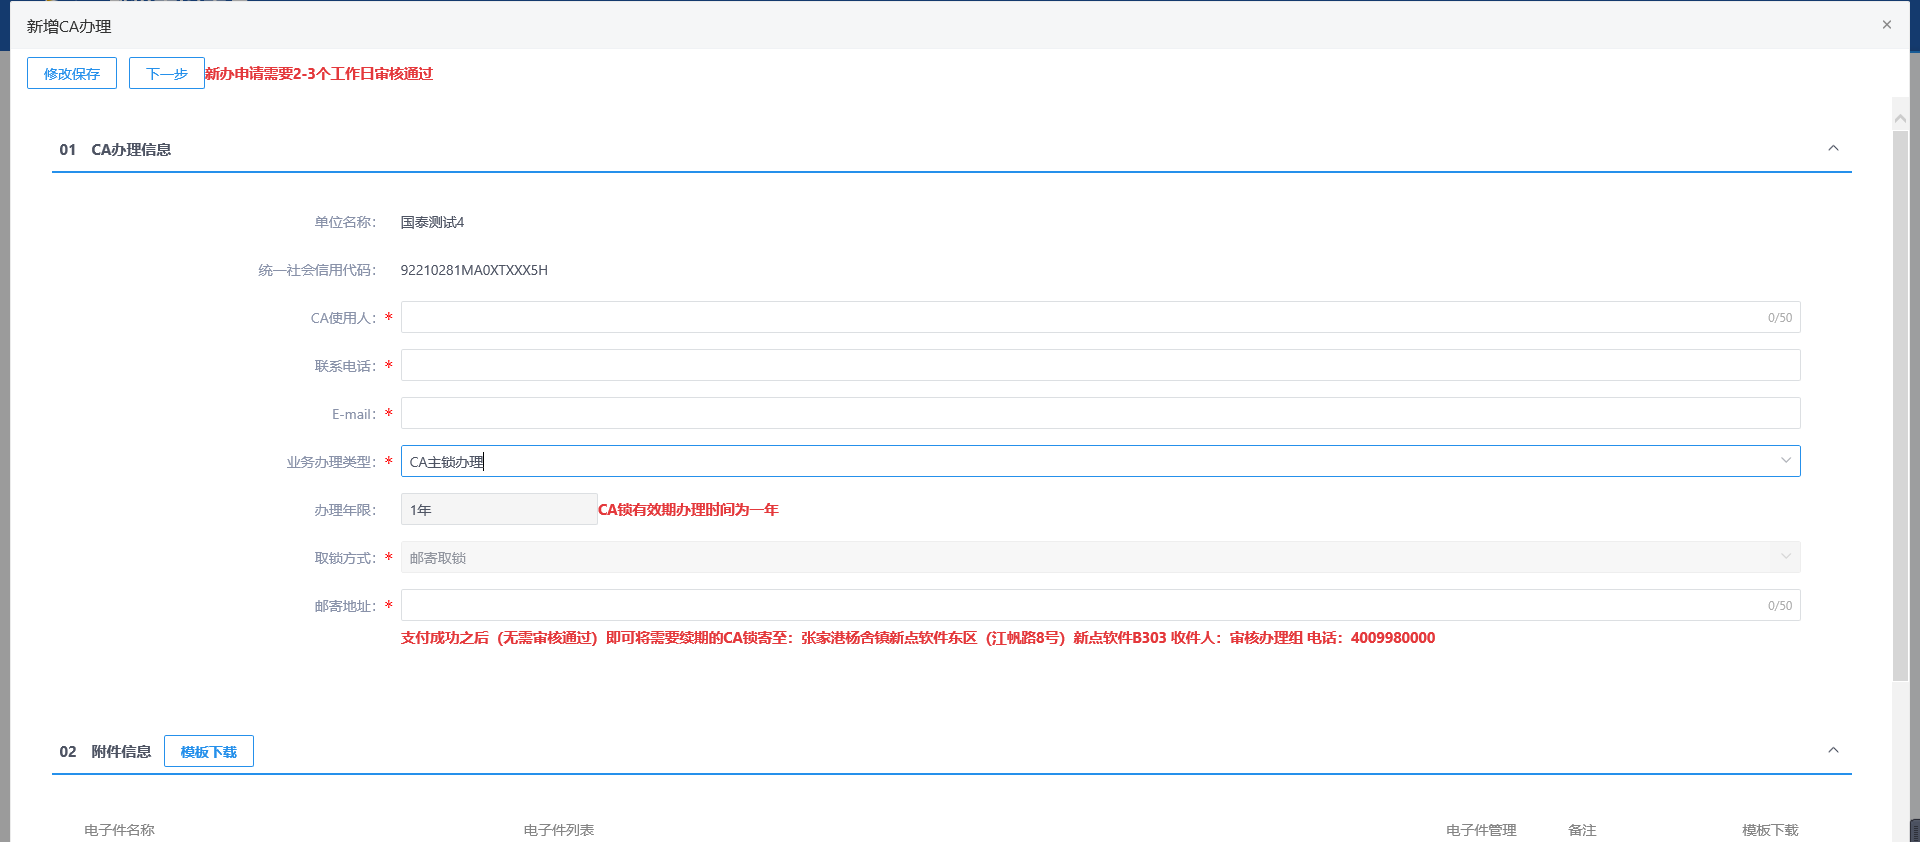 新增CA办理
×
修改保存 下一步 新办申请需要2-3个工作日审核通过
01 CA办理信息
单位名称： 国泰测试4
统一社会信用代码： 92210281MA0XTXXX5H
CA使用人：* 0/50
联系电话：*
E-mail：*
业务办理类型：* CA主锁办理
办理年限： 1年 CA锁有效期办理时间为一年
取锁方式：* 邮寄取锁
邮寄地址：* 0/50
支付成功之后（无需审核通过）即可将需要续期的CA锁寄至：张家港杨舍镇新点软件东区（江帆路8号）新点软件B303 收件人：审核办理组 电话：4009980000
02 附件信息 模板下载
电子件名称 电子件列表 电子件管理 备注 模板下载